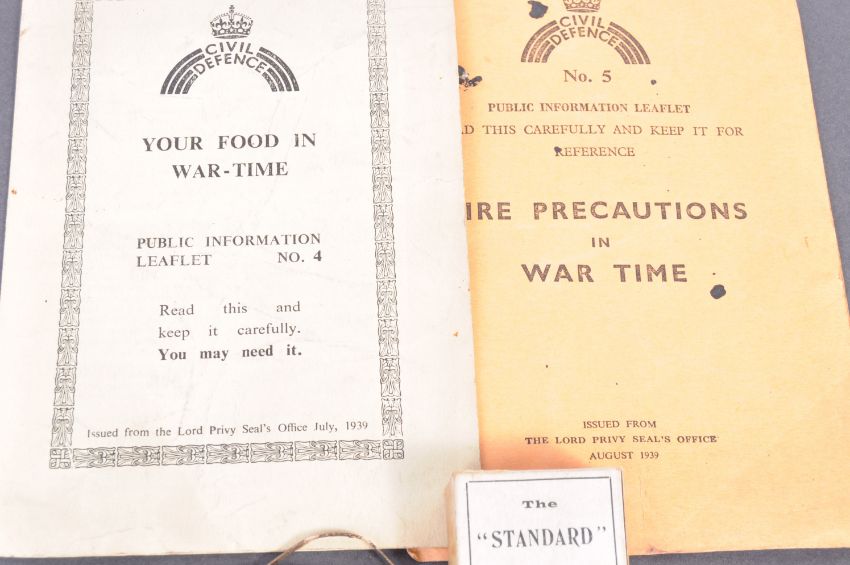 CIVIL
DEFENCE
YOUR FOOD IN
WAR-TIME
PUBLIC INFORMATION
LEAFLET NO. 4
Read this and
keep it carefully.
You may need it.
Issued from the Lord Privy Seal's Office July, 1939
CIVIL
DEFENCE
No. 5
PUBLIC INFORMATION LEAFLET
D THIS CAREFULLY AND KEEP IT FOR
REFERENCE
IRE PRECAUTIONS
IN
WAR TIME
ISSUED FROM
THE LORD PRIVY SEAL'S OFFICE
AUGUST 1939
The
"STANDARD"